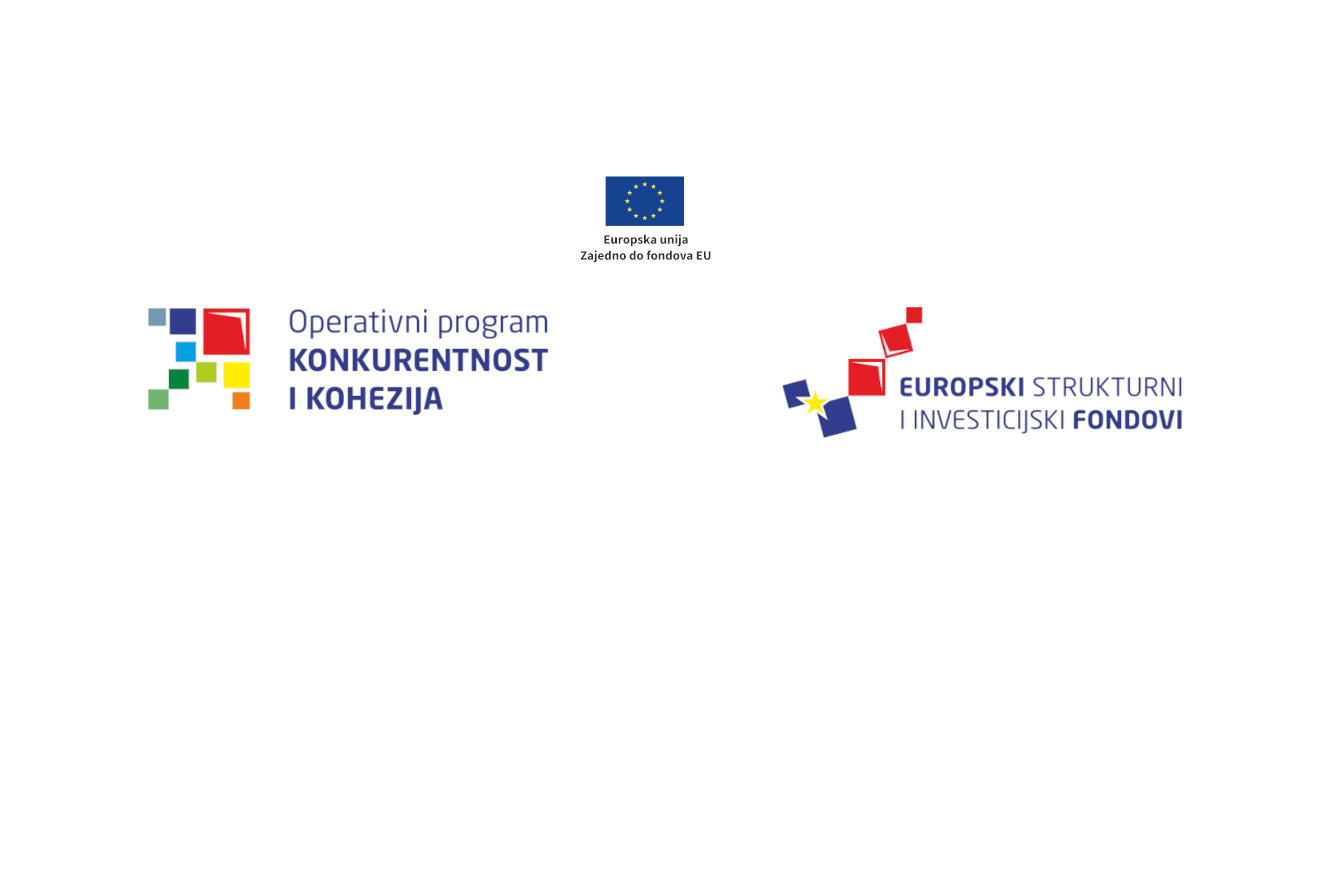 Europska unija
Zajedno do fondova EU
Operativni program
KONKURENTNOST
I KOHEZIJA
EUROPSKI STRUKTURNI
I INVESTICIJSKI FONDOVI